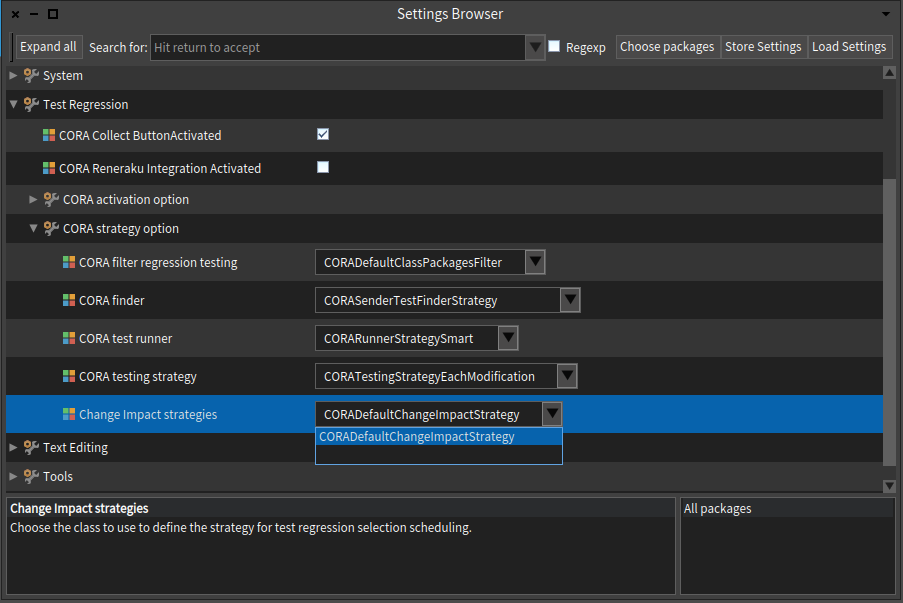 Settings Browser
Expand all Search for: Hit return to accept Regexp Choose packages Store Settings Load Settings
System
Test Regression
CORA Collect ButtonActivated
CORA Reneraku Integration Activated
CORA activation option
CORA strategy option
CORA filter regression testing CORADefaultClassPackagesFilter
CORA finder CORASenderTestFinderStrategy
CORA test runner CORARunnerStrategySmart
CORA testing strategy CORATestingStrategyEachModification
Change Impact strategies CORADefaultChangeImpactStrategy
CORADefaultChangeImpactStrategy
Text Editing
Tools
Change Impact strategies All packages
Choose the class to use to define the strategy for test regression selection scheduling.